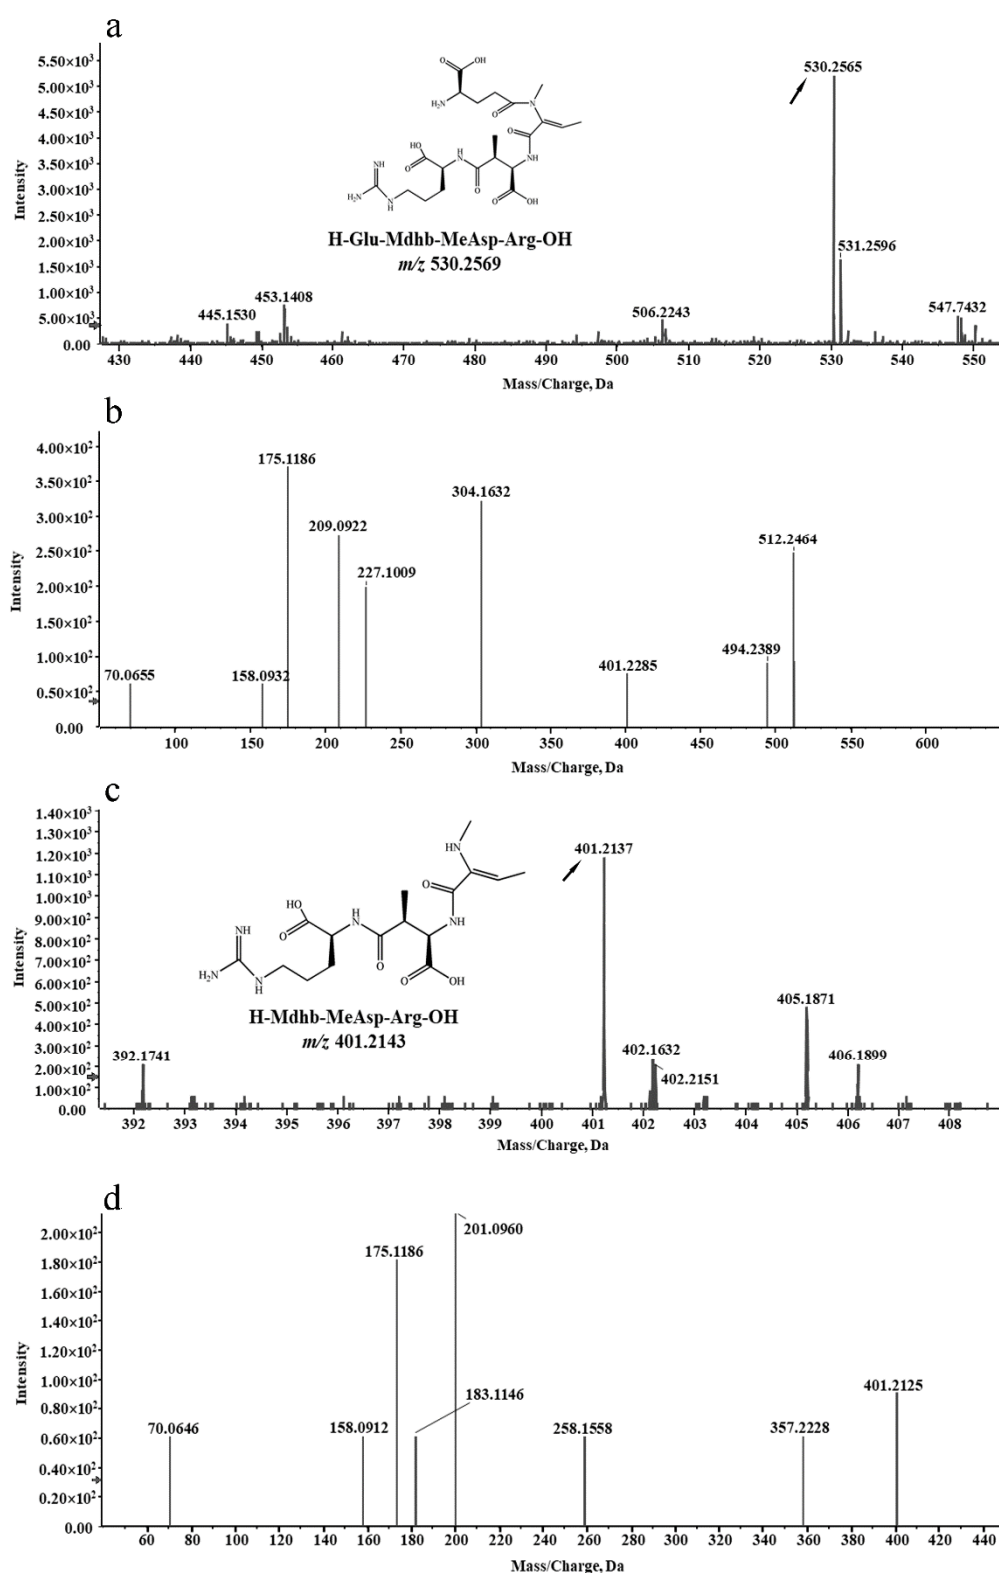 a
5.50×10³
5.00×10³
4.50×10³
4.00×10³
3.50×10³
3.00×10³
2.50×10³
2.00×10³
1.50×10³
1.00×10³
5.00×10²
0.00
Intensity
O
OH
H₂N
O
N
O
HO
O
H
N
NH
NH
O
O
OH
H₂N
N
H
H-Glu-Mdhb-MeAsp-Arg-OH
m/z 530.2569
445.1530
453.1408
506.2243
530.2565
531.2596
547.7432
430 440 450 460 470 480 490 500 510 520 530 540 550
Mass/Charge, Da
b
4.00×10²
3.50×10²
3.00×10²
2.50×10²
2.00×10²
1.50×10²
1.00×10²
0.50×10²
0.00
Intensity
70.0655
158.0932
175.1186
209.0922
227.1009
304.1632
401.2285
494.2389
512.2464
100 150 200 250 300 350 400 450 500 550 600
Mass/Charge, Da
c
1.40×10³
1.20×10³
1.10×10³
1.00×10³
9.00×10²
8.00×10²
7.00×10²
6.00×10²
5.00×10²
4.00×10²
3.00×10²
2.00×10²
1.00×10²
0.00
Intensity
HN
O
HO
O
H
N
NH
NH
O
O
OH
H₂N
N
H
H-Mdhb-MeAsp-Arg-OH
m/z 401.2143
392.1741
401.2137
402.1632
402.2151
405.1871
406.1899
392 393 394 395 396 397 398 399 400 401 402 403 404 405 406 407 408
Mass/Charge, Da
d
2.00×10²
1.80×10²
1.60×10²
1.40×10²
1.20×10²
1.00×10²
0.80×10²
0.60×10²
0.40×10²
0.20×10²
0.00
Intensity
70.0646
158.0912
175.1186
201.0960
183.1146
258.1558
357.2228
401.2125
60 80 100 120 140 160 180 200 220 240 260 280 300 320 340 360 380 400 420 440
Mass/Charge, Da